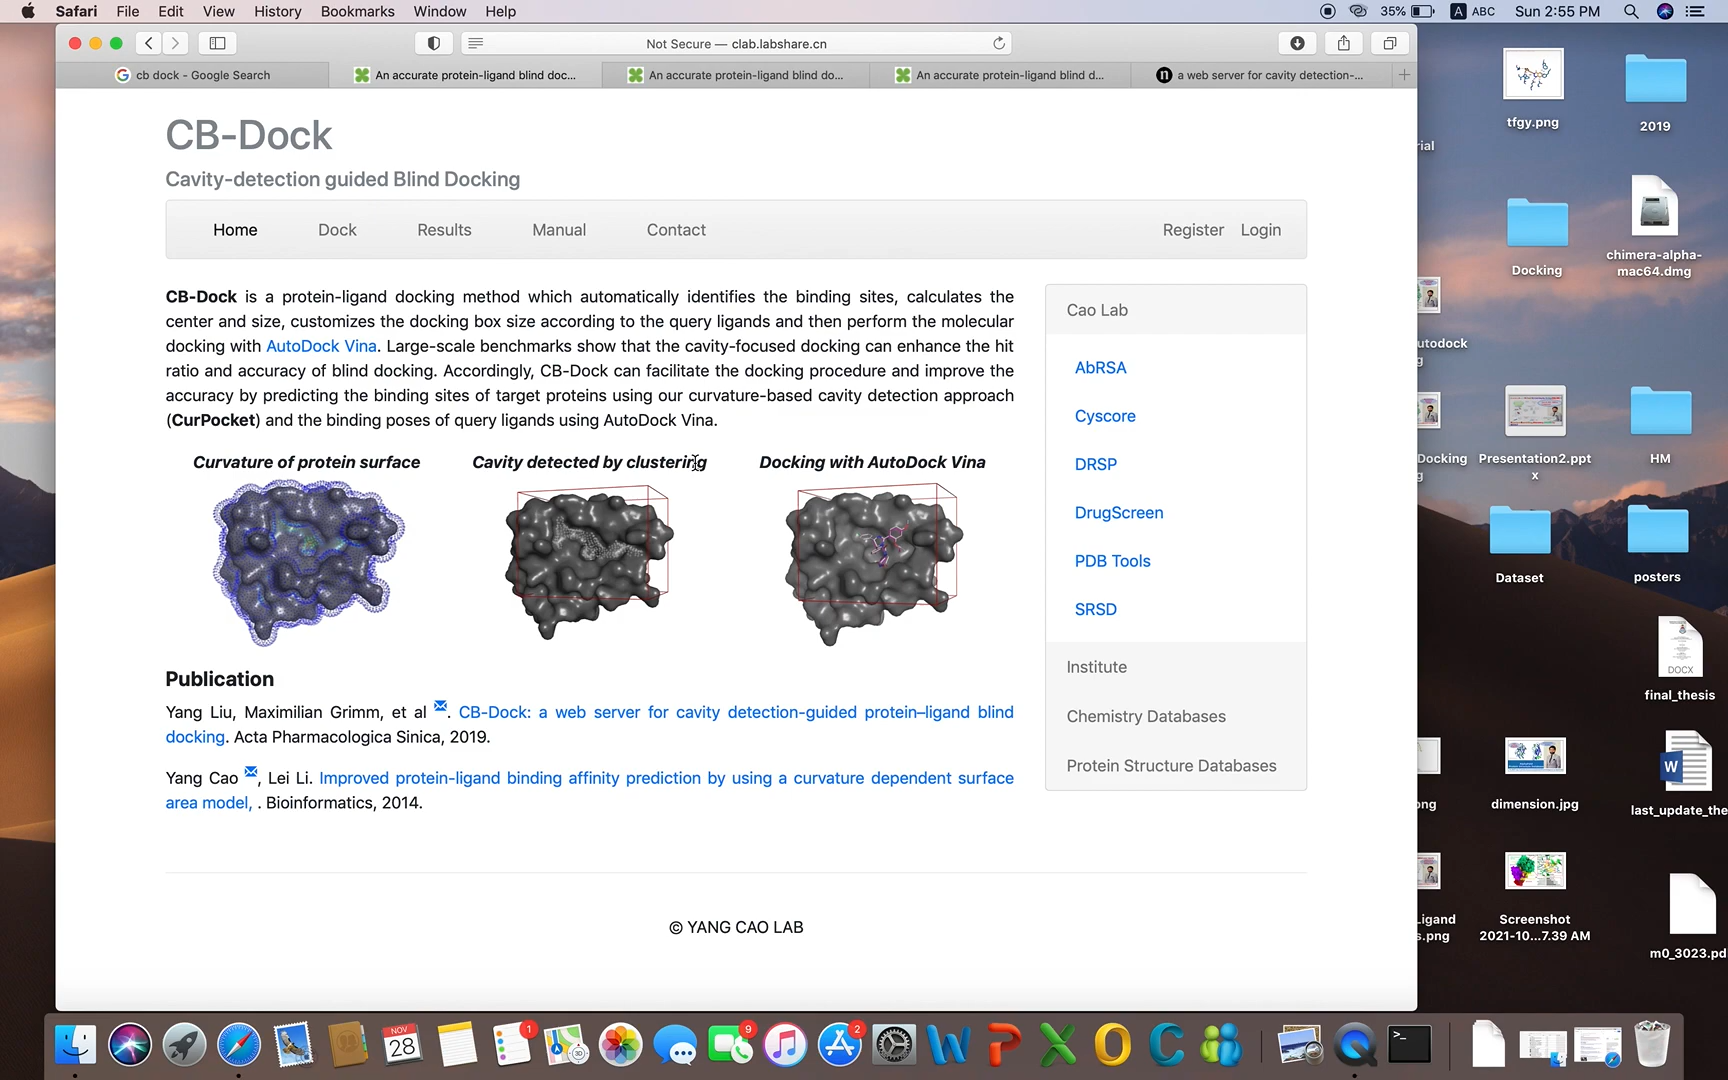 Safari File Edit View History Bookmarks Window Help
35% A ABC Sun 2:55 PM
Not Secure — clab.labshare.cn
cb dock - Google Search
An accurate protein-ligand blind doc...
An accurate protein-ligand blind do...
An accurate protein-ligand blind d...
a web server for cavity detection-...
CB-Dock
Cavity-detection guided Blind Docking
Home Dock Results Manual Contact Register Login
CB-Dock is a protein-ligand docking method which automatically identifies the binding sites, calculates the
center and size, customizes the docking box size according to the query ligands and then perform the molecular
docking with AutoDock Vina. Large-scale benchmarks show that the cavity-focused docking can enhance the hit
ratio and accuracy of blind docking. Accordingly, CB-Dock can facilitate the docking procedure and improve the
accuracy by predicting the binding sites of target proteins using our curvature-based cavity detection approach
(CurPocket) and the binding poses of query ligands using AutoDock Vina.
Curvature of protein surface
Cavity detected by clustering
Docking with AutoDock Vina
Publication
Yang Liu, Maximilian Grimm, et al . CB-Dock: a web server for cavity detection-guided protein–ligand blind
docking. Acta Pharmacologica Sinica, 2019.
Yang Cao , Lei Li. Improved protein-ligand binding affinity prediction by using a curvature dependent surface
area model, . Bioinformatics, 2014.
Cao Lab
AbRSA
Cyscore
DRSP
DrugScreen
PDB Tools
SRSD
Institute
Chemistry Databases
Protein Structure Databases
© YANG CAO LAB
tfgy.png
2019
rial
Docking
chimera-alpha-
mac64.dmg
utodock
g
Presentation2.ppt
x
HM
Docking
g
Dataset
posters
DOCX
final_thesis
png
dimension.jpg
W
last_update_the
Ligand
s.png
Screenshot
2021-10...7.39 AM
m0_3023.pd
NOV
28
1
9
2